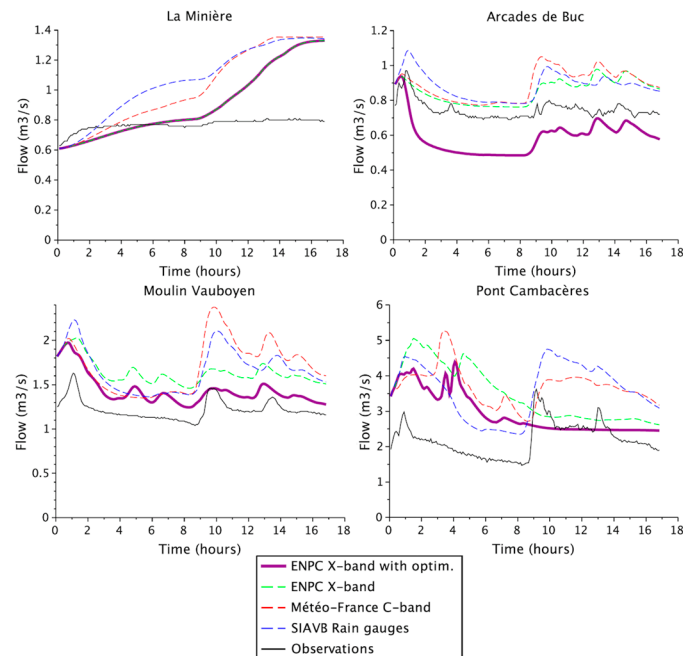 La Minière
Arcades de Buc
Flow (m3/s)
1.4
1.2
1
0.8
0.6
0.4
0.2
0
0 2 4 6 8 10 12 14 16 18
Time (hours)
Flow (m3/s)
1.2
1
0.8
0.6
0.4
0.2
0
0 2 4 6 8 10 12 14 16 18
Time (hours)
Moulin Vauboyen
Pont Cambacères
Flow (m3/s)
2
1.5
1
0.5
0
0 2 4 6 8 10 12 14 16 18
Time (hours)
Flow (m3/s)
6
5
4
3
2
1
0
0 2 4 6 8 10 12 14 16 18
Time (hours)
ENPC X-band with optim.
ENPC X-band
Météo-France C-band
SIAVB Rain gauges
Observations